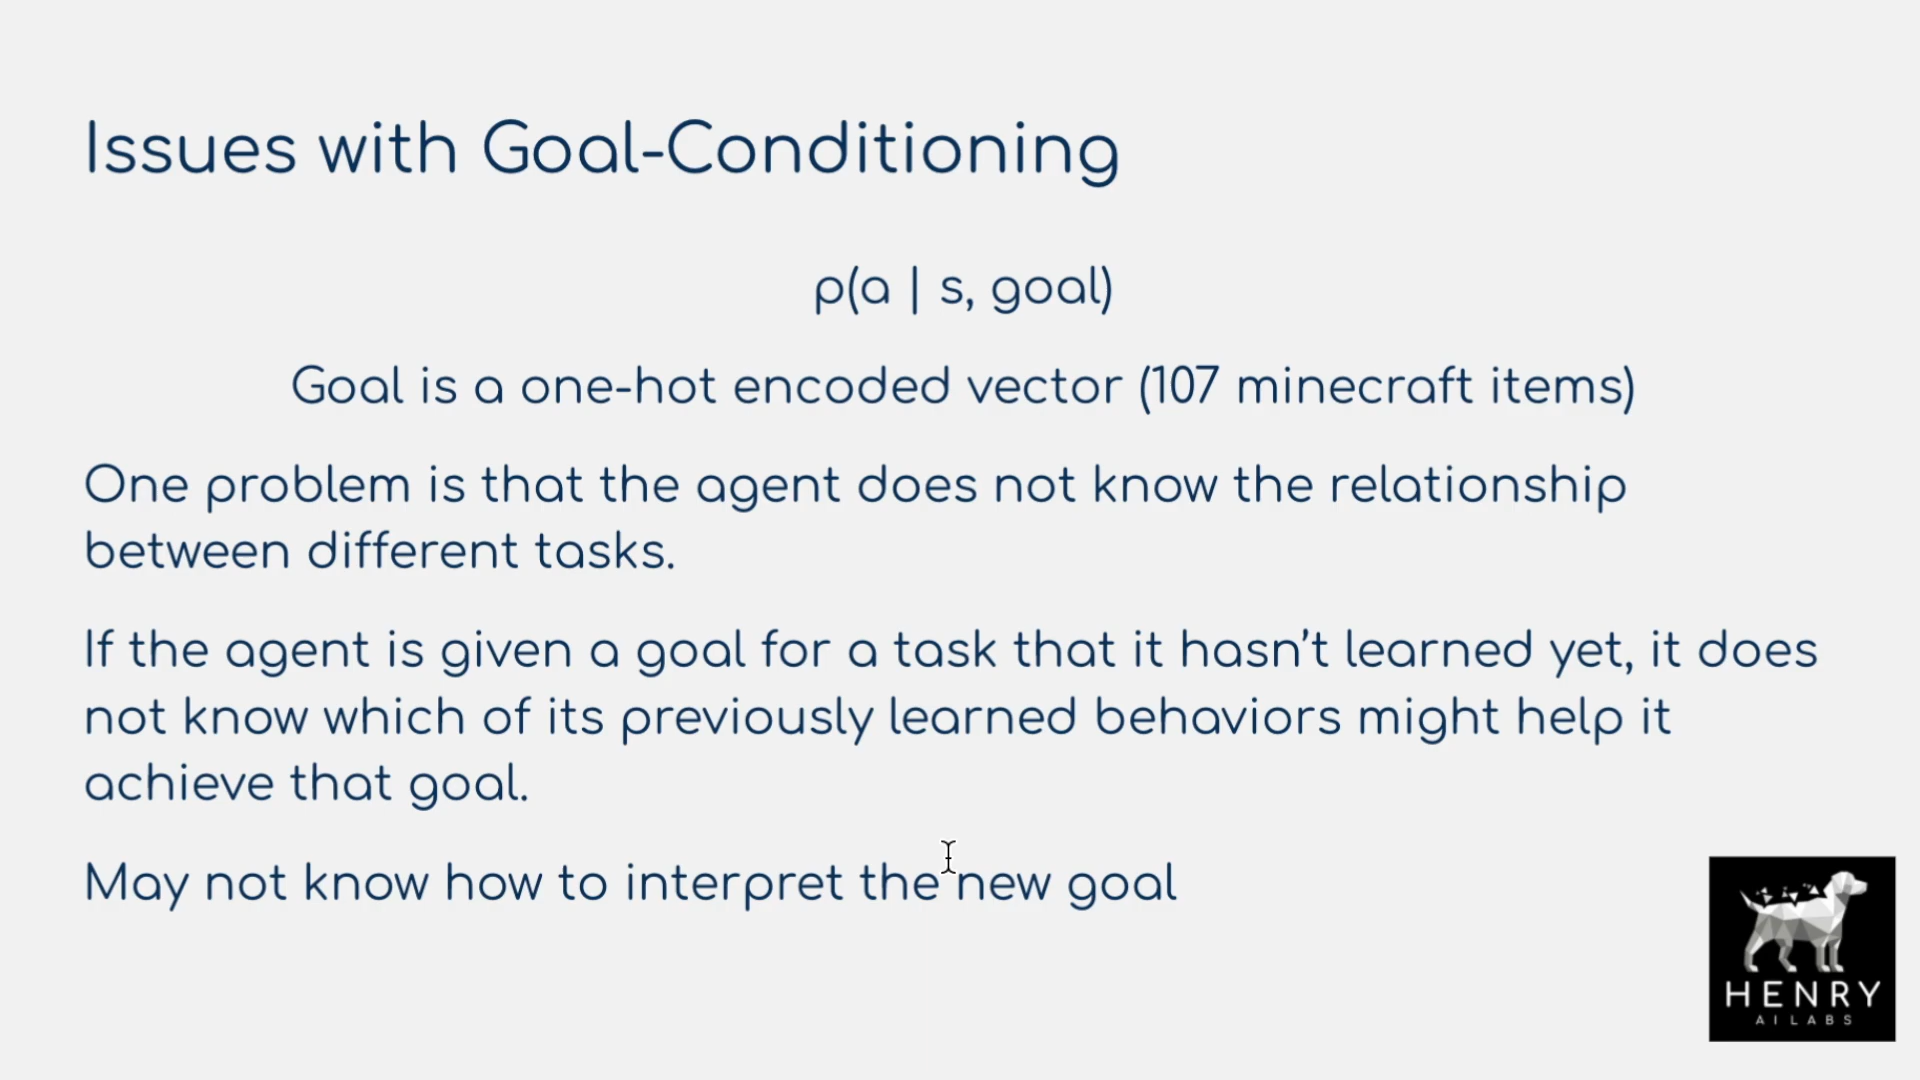 Issues with Goal-Conditioning
p(a | s, goal)
Goal is a one-hot encoded vector (107 minecraft items)
One problem is that the agent does not know the relationship
between different tasks.
If the agent is given a goal for a task that it hasn’t learned yet, it does
not know which of its previously learned behaviors might help it
achieve that goal.
May not know how to interpret the new goal
HENRY
AI LABS